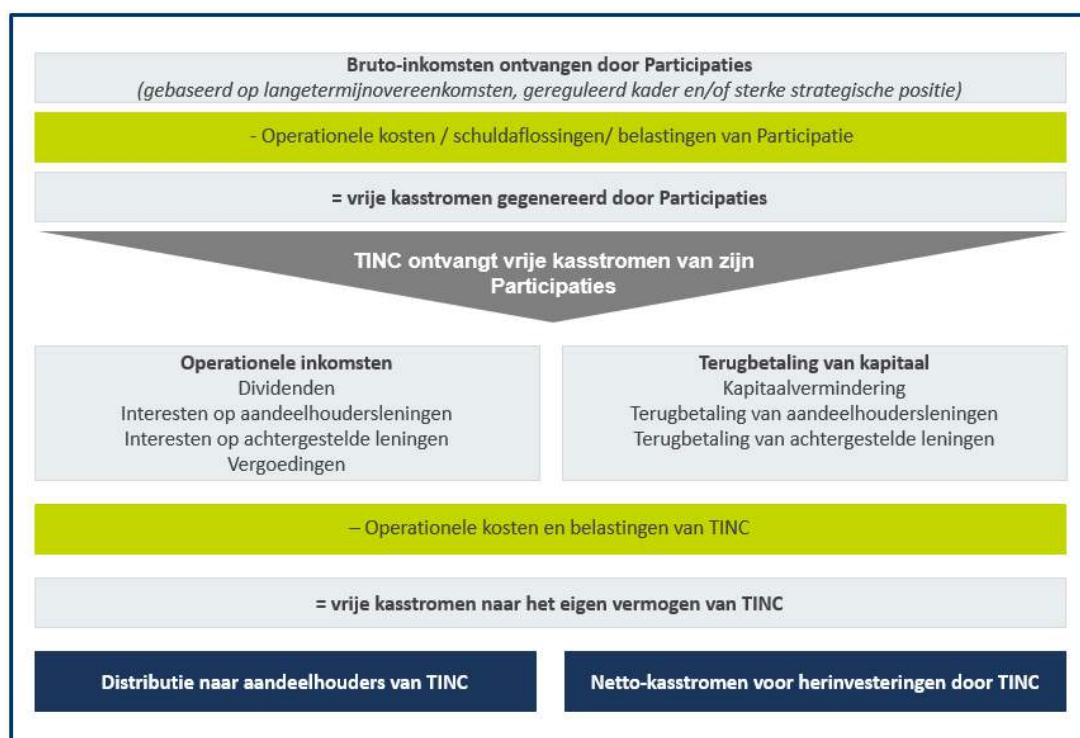 Bruto-inkomsten ontvangen door Participaties
(gebaseerd op langetermijnovereenkomsten, gereguleerd kader en/of sterke strategische positie)
- Operationele kosten / schuldaflossingen/ belastingen van Participatie
= vrije kasstromen gegenereerd door Participaties
TINC ontvangt vrije kasstromen van zijn
Participaties
Operationele inkomsten
Dividenden
Interesten op aandeelhoudersleningen
Interesten op achtergestelde leningen
Vergoedingen
Terugbetaling van kapitaal
Kapitaalvermindering
Terugbetaling van aandeelhoudersleningen
Terugbetaling van achtergestelde leningen
– Operationele kosten en belastingen van TINC
= vrije kasstromen naar het eigen vermogen van TINC
Distributie naar aandeelhouders van TINC
Netto-kasstromen voor herinvesteringen door TINC